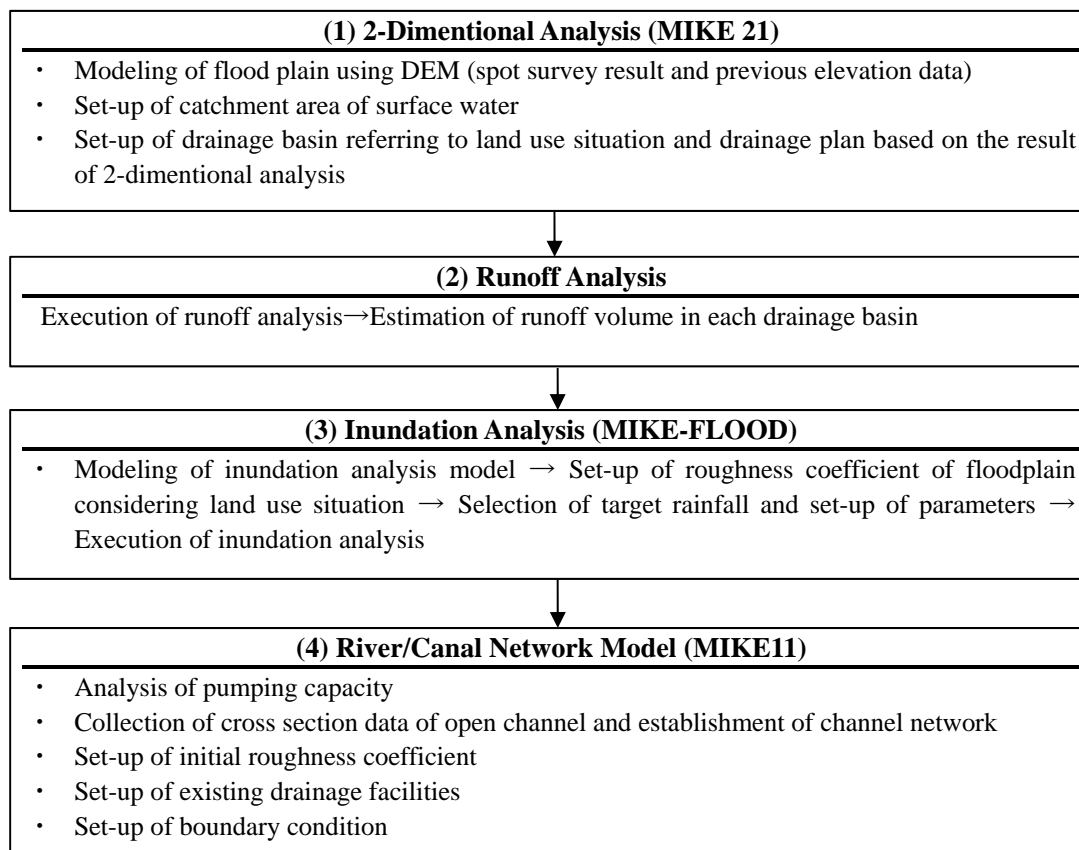 (1) 2-Dimentional Analysis (MIKE 21)
・ Modeling of flood plain using DEM (spot survey result and previous elevation data)
・ Set-up of catchment area of surface water
・ Set-up of drainage basin referring to land use situation and drainage plan based on the result
of 2-dimentional analysis
(2) Runoff Analysis
Execution of runoff analysis→Estimation of runoff volume in each drainage basin
(3) Inundation Analysis (MIKE-FLOOD)
・ Modeling of inundation analysis model → Set-up of roughness coefficient of floodplain
considering land use situation → Selection of target rainfall and set-up of parameters →
Execution of inundation analysis
(4) River/Canal Network Model (MIKE11)
・ Analysis of pumping capacity
・ Collection of cross section data of open channel and establishment of channel network
・ Set-up of initial roughness coefficient
・ Set-up of existing drainage facilities
・ Set-up of boundary condition